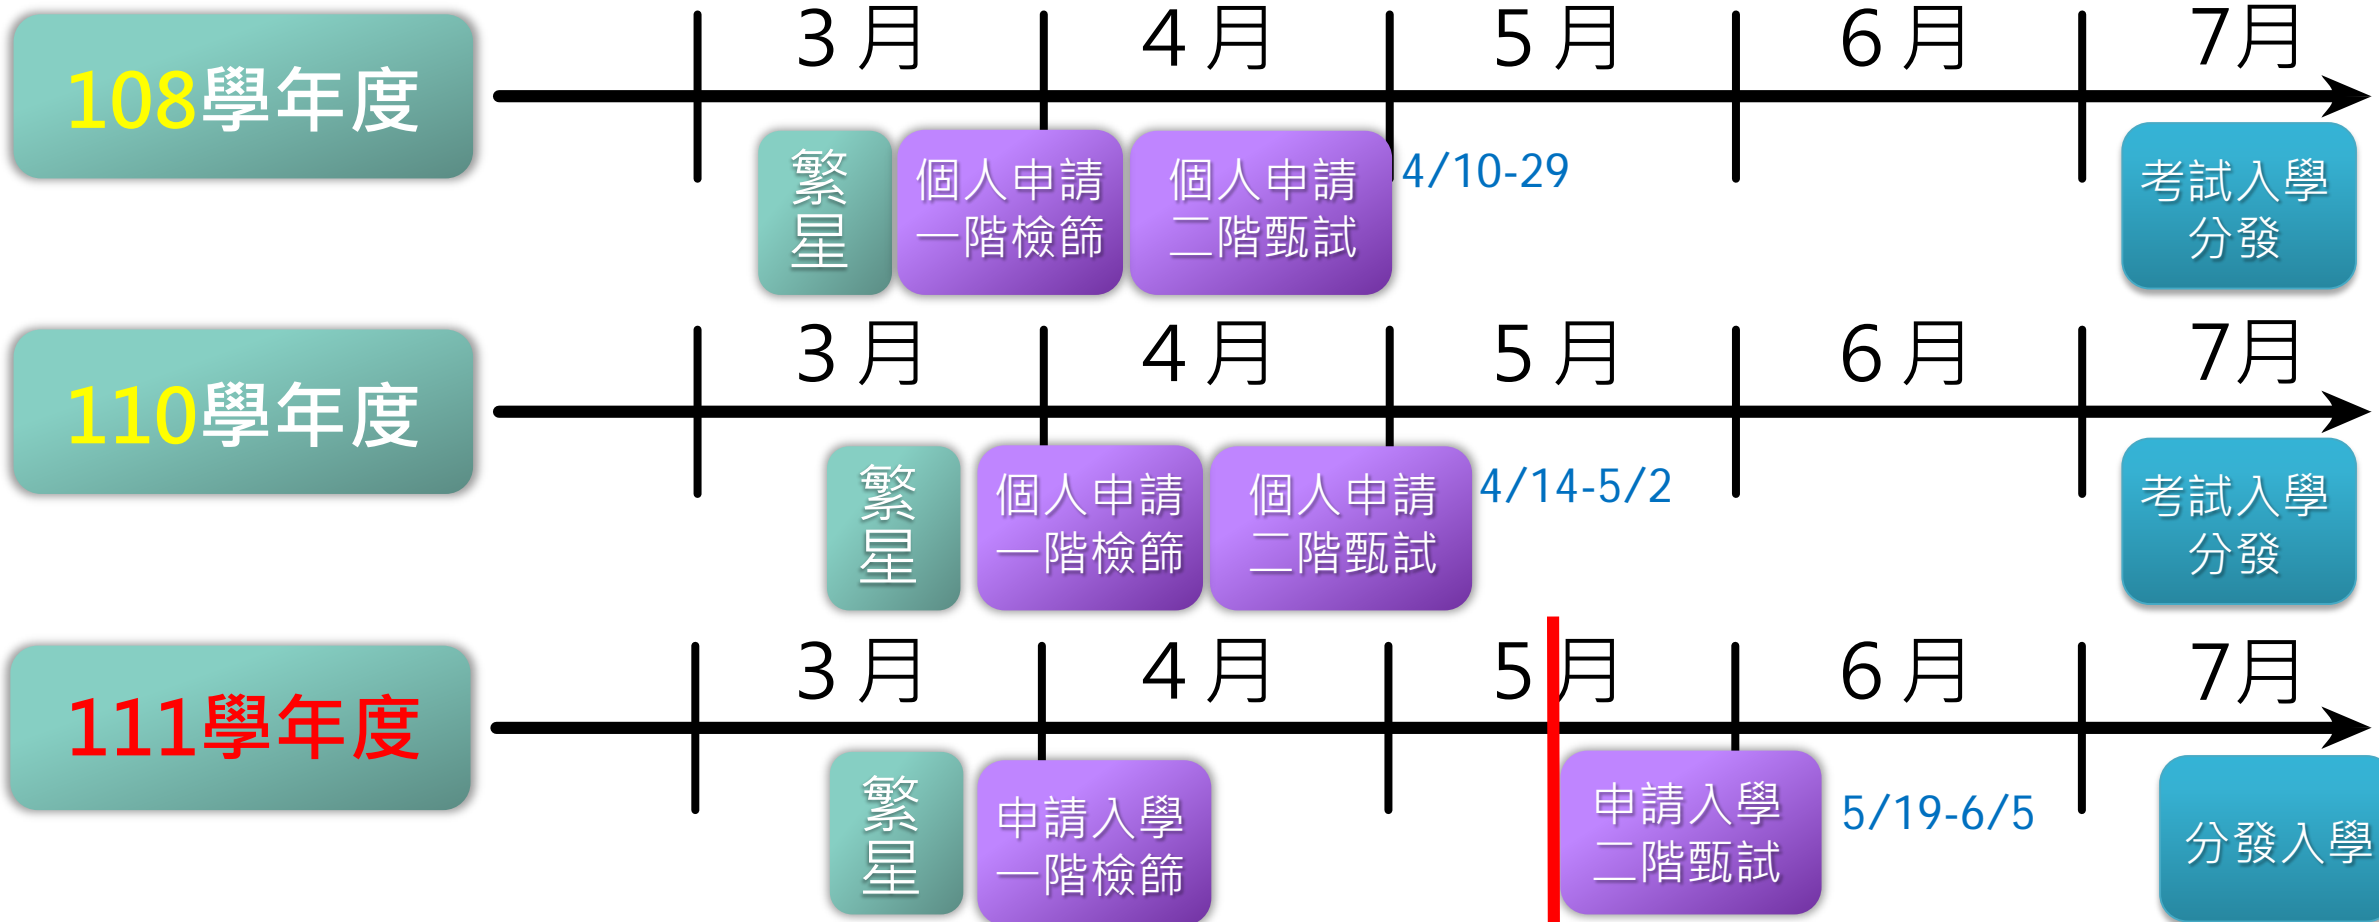 3月 4月 5月 6月 7月
108學年度
繁星
個人申請
一階檢篩
個人申請
二階甄試
4/10-29
考試入學
分發
3月 4月 5月 6月 7月
110學年度
繁星
個人申請
一階檢篩
個人申請
二階甄試
4/14-5/2
考試入學
分發
3月 4月 5月 6月 7月
111學年度
繁星
申請入學
一階檢篩
申請入學
二階甄試
5/19-6/5
分發入學